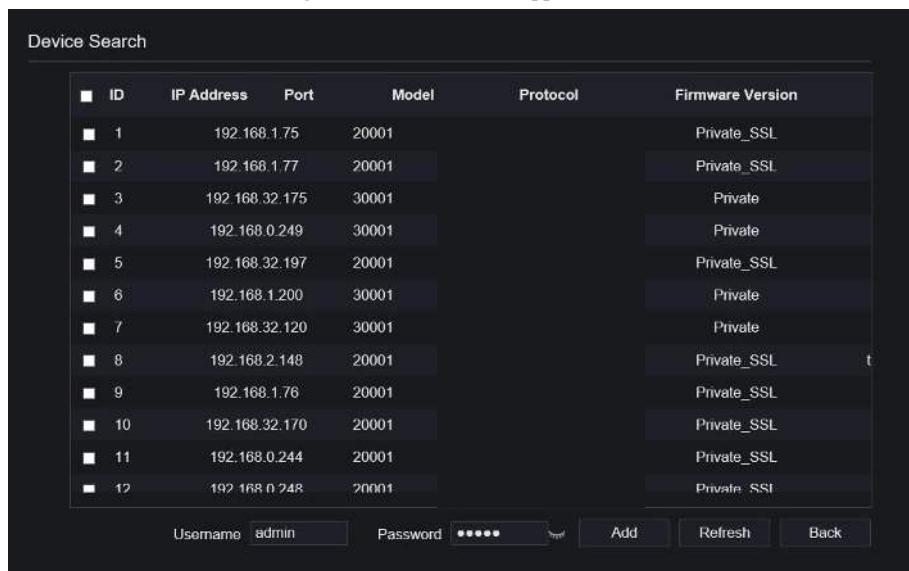 Device Search
ID IP Address Port Model Protocol Firmware Version
1 192.168.1.75 20001 Private_SSL
2 192.168.1.77 20001 Private_SSL
3 192.168.32.175 30001 Private
4 192.168.0.249 30001 Private
5 192.168.32.197 20001 Private_SSL
6 192.168.1.200 30001 Private
7 192.168.32.120 30001 Private
8 192.168.2.148 20001 Private_SSL t
9 192.168.1.76 20001 Private_SSL
10 192.168.32.170 20001 Private_SSL
11 192.168.0.244 20001 Private_SSL
12 192.168.0.248 20001 Private_SSL
Username admin Password ●●●●● Add Refresh Back